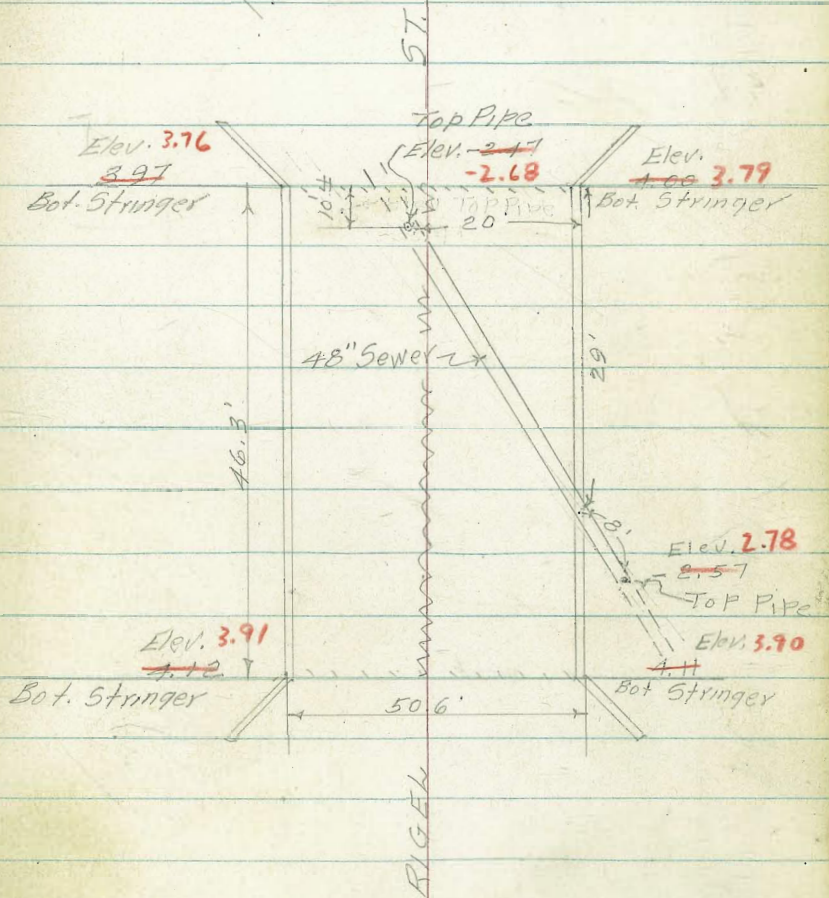 ST.
Top Pipe
Elev. 3.76
3.97
Bot. Stringer
Elev. -2.47
-2.68
Elev.
4.00 3.79
Bot. Stringer
10'±
1'
Top Pipe
20'
48" Sewer
29'
46.3'
8'
Elev. 2.78
-2.57
Top Pipe
Elev. 3.91
4.12
Bot. Stringer
Elev. 3.90
4.11
Bot Stringer
50.6'
RIGEL